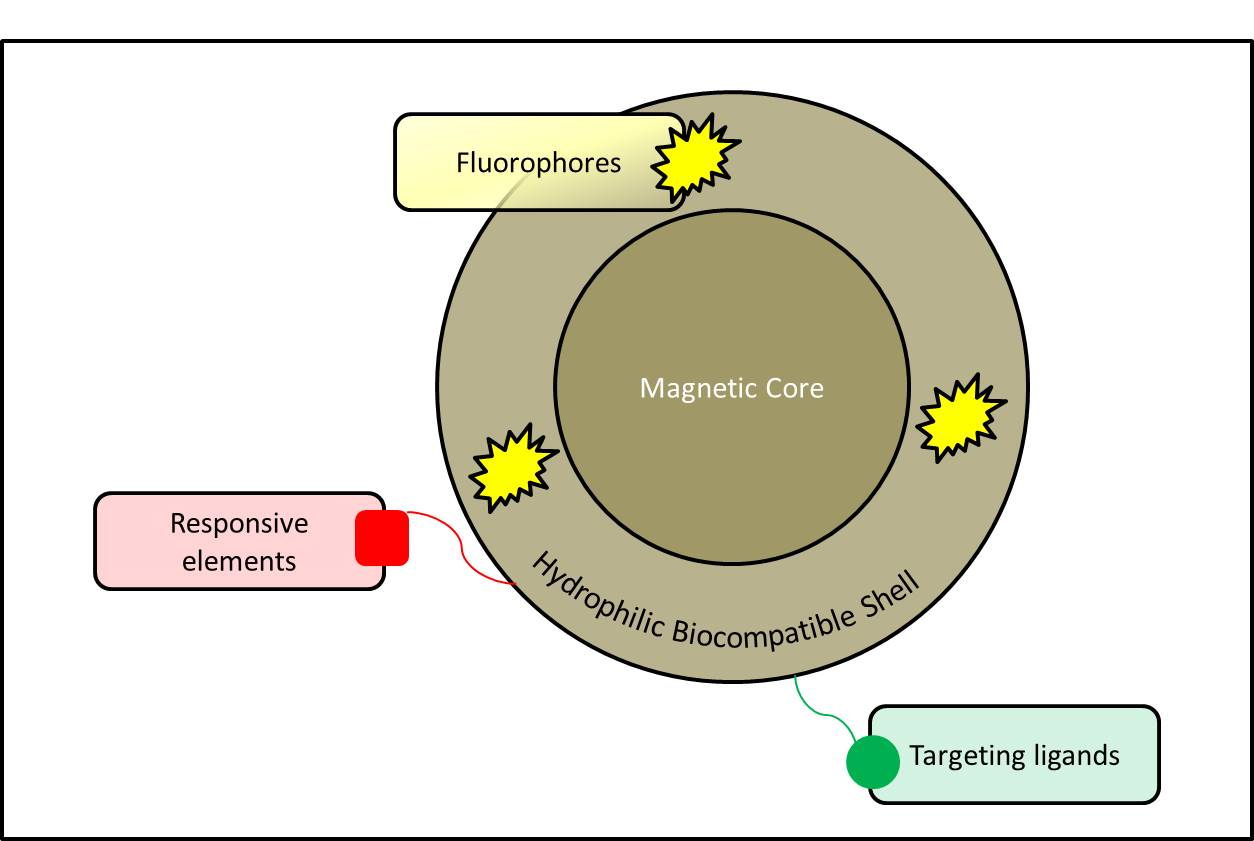 Fluorophores
Magnetic Core
Responsive
elements
Hydrophilic Biocompatible Shell
Targeting ligands